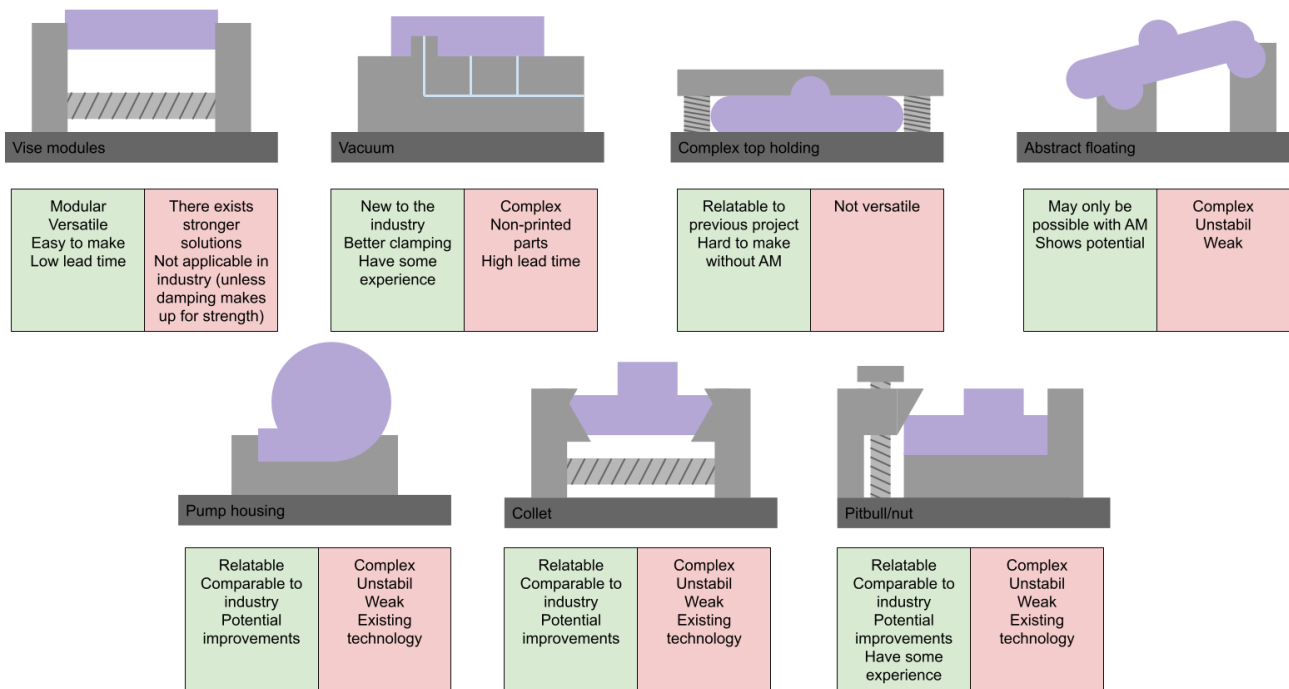 Vise modules
Vacuum
Complex top holding
Abstract floating
Modular
Versatile
Easy to make
Low lead time
There exists
stronger
solutions
Not applicable in
industry (unless
damping makes
up for strength)
New to the
industry
Better clamping
Have some
experience
Complex
Non-printed
parts
High lead time
Relatable to
previous project
Hard to make
without AM
Not versatile
May only be
possible with AM
Shows potential
Complex
Unstabil
Weak
Pump housing
Collet
Pitbull/nut
Relatable
Comparable to
industry
Potential
improvements
Complex
Unstabil
Weak
Existing
technology
Relatable
Comparable to
industry
Potential
improvements
Complex
Unstabil
Weak
Existing
technology
Relatable
Comparable to
industry
Potential
improvements
Have some
experience
Complex
Unstabil
Weak
Existing
technology